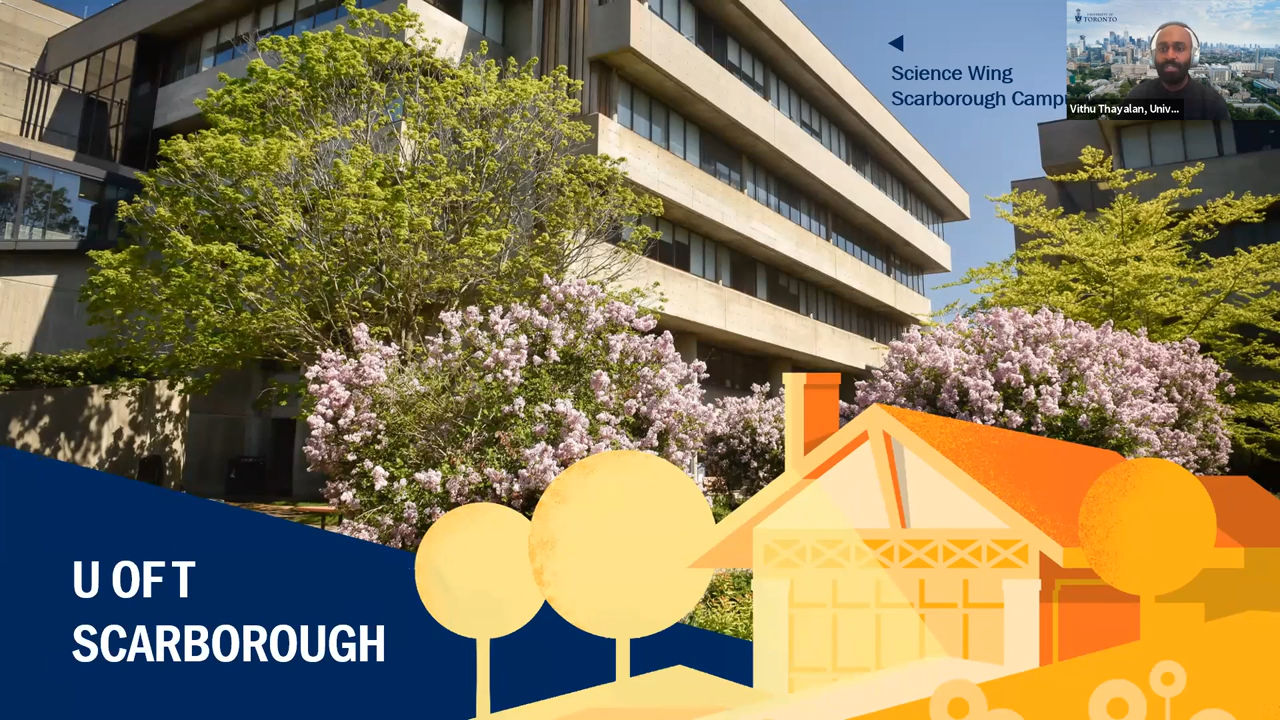 Science Wing
Scarborough Camp
UNIVERSITY OF
TORONTO
Vithu Thayalan, Univ...
U OF T
SCARBOROUGH